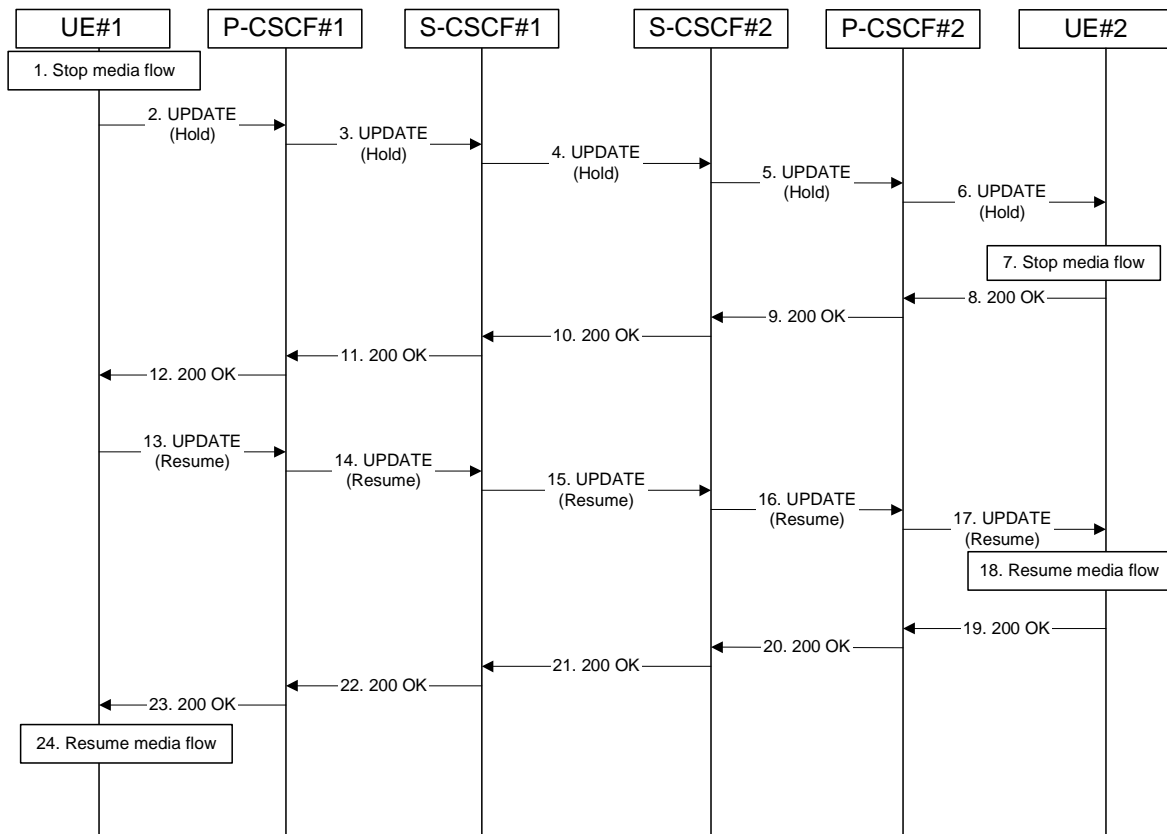 UE#1
P-CSCF#1
S-CSCF#1
S-CSCF#2
P-CSCF#2
UE#2
1. Stop media flow
2. UPDATE
(Hold)
3. UPDATE
(Hold)
4. UPDATE
(Hold)
5. UPDATE
(Hold)
6. UPDATE
(Hold)
7. Stop media flow
8. 200 OK
9. 200 OK
10. 200 OK
11. 200 OK
12. 200 OK
13. UPDATE
(Resume)
14. UPDATE
(Resume)
15. UPDATE
(Resume)
16. UPDATE
(Resume)
17. UPDATE
(Resume)
18. Resume media flow
19. 200 OK
20. 200 OK
21. 200 OK
22. 200 OK
23. 200 OK
24. Resume media flow